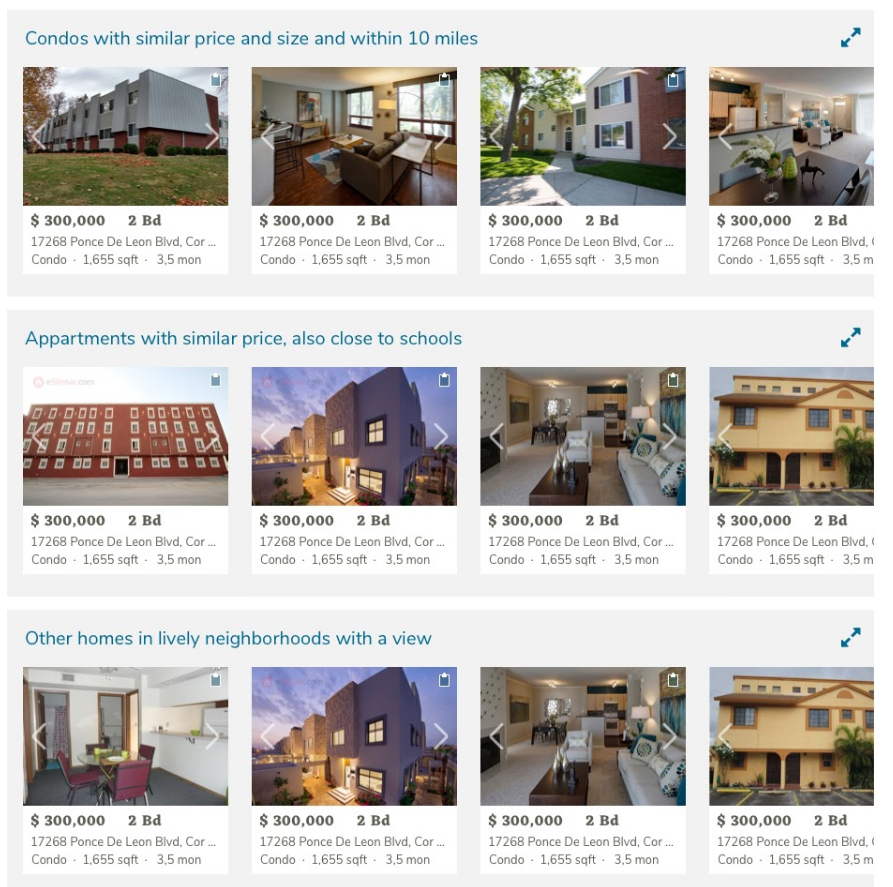 Condos with similar price and size and within 10 miles
$ 300,000 2 Bd
17268 Ponce De Leon Blvd, Cor ...
Condo · 1,655 sqft · 3,5 mon
$ 300,000 2 Bd
17268 Ponce De Leon Blvd, Cor ...
Condo · 1,655 sqft · 3,5 mon
$ 300,000 2 Bd
17268 Ponce De Leon Blvd, Cor ...
Condo · 1,655 sqft · 3,5 mon
$ 300,000 2 Bd
17268 Ponce De Leon Blvd,
Condo · 1,655 sqft · 3,5 m
Appartments with similar price, also close to schools
eSimsar.com
$ 300,000 2 Bd
17268 Ponce De Leon Blvd, Cor ...
Condo · 1,655 sqft · 3,5 mon
$ 300,000 2 Bd
17268 Ponce De Leon Blvd, Cor ...
Condo · 1,655 sqft · 3,5 mon
$ 300,000 2 Bd
17268 Ponce De Leon Blvd, Cor ...
Condo · 1,655 sqft · 3,5 mon
$ 300,000 2 Bd
17268 Ponce De Leon Blvd,
Condo · 1,655 sqft · 3,5 m
Other homes in lively neighborhoods with a view
$ 300,000 2 Bd
17268 Ponce De Leon Blvd, Cor ...
Condo · 1,655 sqft · 3,5 mon
$ 300,000 2 Bd
17268 Ponce De Leon Blvd, Cor ...
Condo · 1,655 sqft · 3,5 mon
$ 300,000 2 Bd
17268 Ponce De Leon Blvd, Cor ...
Condo · 1,655 sqft · 3,5 mon
$ 300,000 2 Bd
17268 Ponce De Leon Blvd,
Condo · 1,655 sqft · 3,5 m